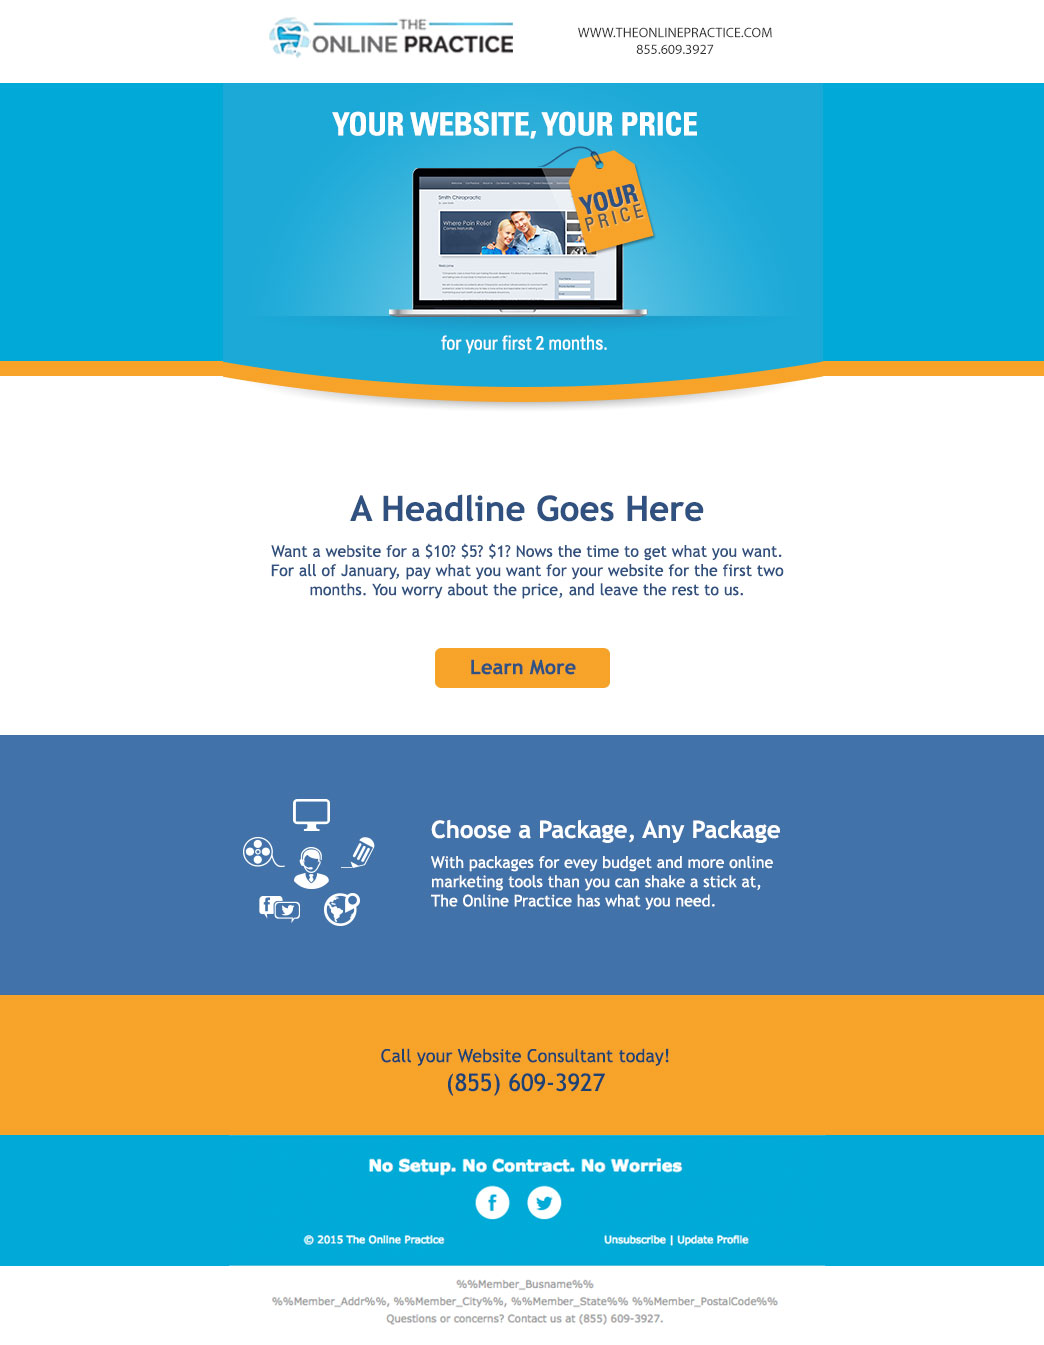 THE
ONLINE PRACTICE
WWW.THEONLINEPRACTICE.COM
855.609.3927
YOUR WEBSITE, YOUR PRICE
YOUR
PRICE
Smith Chiropractic
Where Pain Relief
Comes Naturally
Welcome
for your first 2 months.
A Headline Goes Here
Want a website for a $10? $5? $1? Nows the time to get what you want.
For all of January, pay what you want for your website for the first two
months. You worry about the price, and leave the rest to us.
Learn More
Choose a Package, Any Package
With packages for evey budget and more online
marketing tools than you can shake a stick at,
The Online Practice has what you need.
Call your Website Consultant today!
(855) 609-3927
No Setup. No Contract. No Worries
© 2015 The Online Practice
Unsubscribe | Update Profile
%%Member_Busname%%
%%Member_Addr%%, %%Member_City%%, %%Member_State%% %%Member_PostalCode%%
Questions or concerns? Contact us at (855) 609-3927.